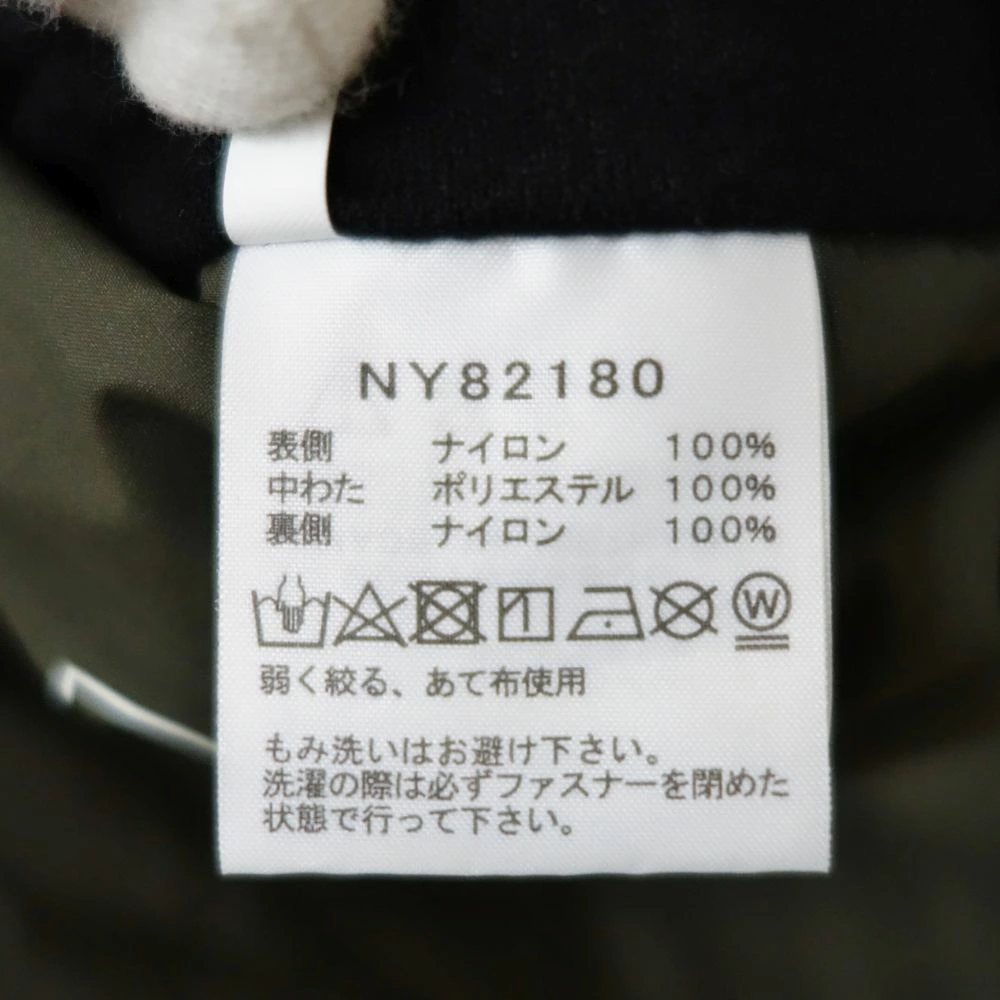 NY82180
表側 ナイロン 100%
中わた ポリエステル 100%
裏側 ナイロン 100%
W
弱く絞る、あて布使用
もみ洗いはお避け下さい。
洗濯の際は必ずファスナーを閉めた
状態で行って下さい。